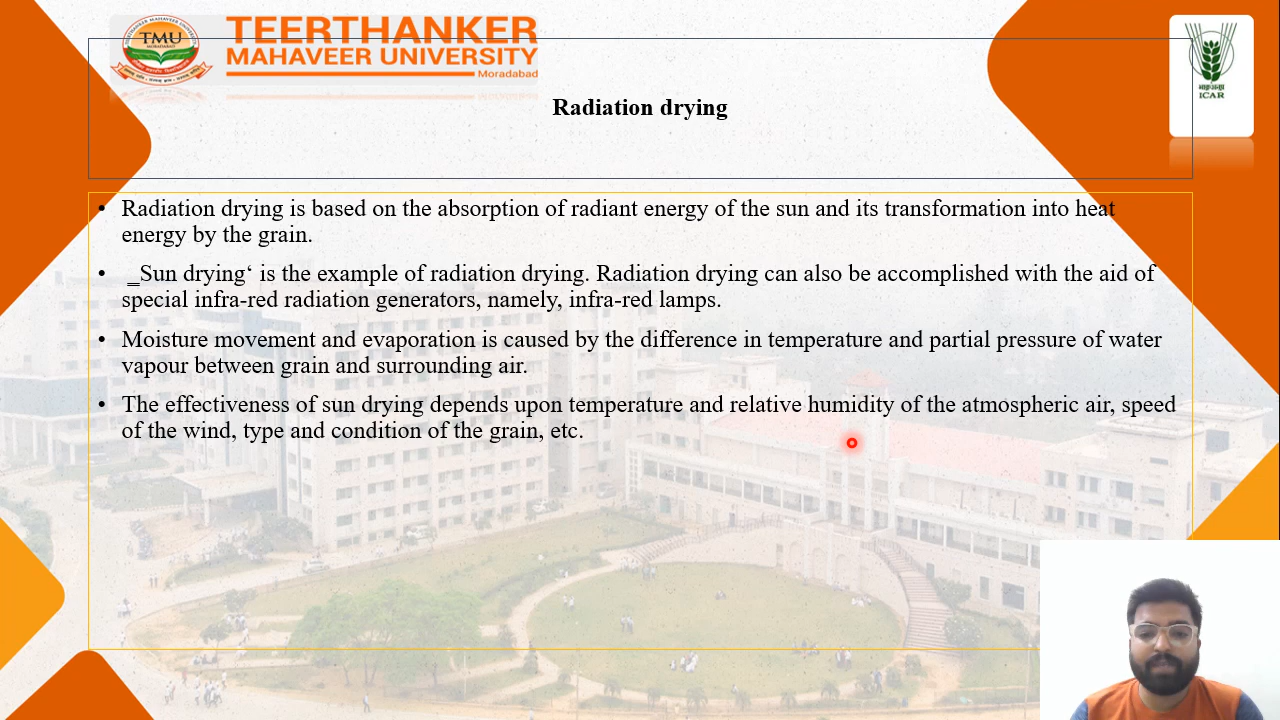 TEERTHANKER
MAHAVEER UNIVERSITY
Moradabad
TMU
MORADABAD
ICAR
Radiation drying
• Radiation drying is based on the absorption of radiant energy of the sun and its transformation into heat
energy by the grain.
• ‗Sun drying‘ is the example of radiation drying. Radiation drying can also be accomplished with the aid of
special infra-red radiation generators, namely, infra-red lamps.
• Moisture movement and evaporation is caused by the difference in temperature and partial pressure of water
vapour between grain and surrounding air.
• The effectiveness of sun drying depends upon temperature and relative humidity of the atmospheric air, speed
of the wind, type and condition of the grain, etc.